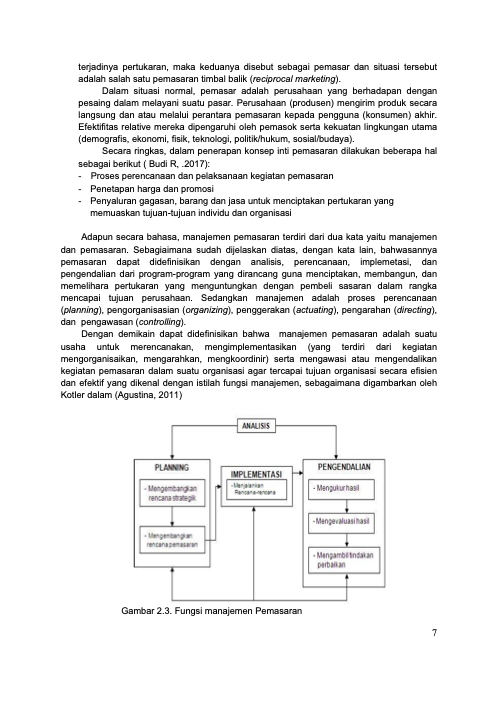 terjadinya pertukaran, maka keduanya disebut sebagai pemasar dan situasi tersebut
adalah salah satu pemasaran timbal balik (reciprocal marketing).
Dalam situasi normal, pemasar adalah perusahaan yang berhadapan dengan
pesaing dalam melayani suatu pasar. Perusahaan (produsen) mengirim produk secara
langsung dan atau melalui perantara pemasaran kepada pengguna (konsumen) akhir.
Efektifitas relative mereka dipengaruhi oleh pemasok serta kekuatan lingkungan utama
(demografis, ekonomi, fisik, teknologi, politik/hukum, sosial/budaya).
Secara ringkas, dalam penerapan konsep inti pemasaran dilakukan beberapa hal
sebagai berikut ( Budi R, .2017):
- Proses perencanaan dan pelaksanaan kegiatan pemasaran
- Penetapan harga dan promosi
- Penyaluran gagasan, barang dan jasa untuk menciptakan pertukaran yang
memuaskan tujuan-tujuan individu dan organisasi
Adapun secara bahasa, manajemen pemasaran terdiri dari dua kata yaitu manajemen
dan pemasaran. Sebagiaimana sudah dijelaskan diatas, dengan kata lain, bahwasannya
pemasaran dapat didefinisikan dengan analisis, perencanaan, implemetasi, dan
pengendalian dari program-program yang dirancang guna menciptakan, membangun, dan
memelihara pertukaran yang menguntungkan dengan pembeli sasaran dalam rangka
mencapai tujuan perusahaan. Sedangkan manajemen adalah proses perencanaan
(planning), pengorganisasian (organizing), penggerakan (actuating), pengarahan (directing),
dan pengawasan (controlling).
Dengan demikain dapat didefinisikan bahwa manajemen pemasaran adalah suatu
usaha untuk merencanakan, mengimplementasikan (yang terdiri dari kegiatan
mengorganisaikan, mengarahkan, mengkoordinir) serta mengawasi atau mengendalikan
kegiatan pemasaran dalam suatu organisasi agar tercapai tujuan organisasi secara efisien
dan efektif yang dikenal dengan istilah fungsi manajemen, sebagaimana digambarkan oleh
Kotler dalam (Agustina, 2011)
ANALISIS
PLANNING
- Mengembangkan
rencana strategik
- Mengembangkan
rencana pemasaran
IMPLEMENTASI
- Menjalankan
Rencana-rencana
PENGENDALIAN
- Mengukur hasil
- Mengevaluasi hasil
- Mengambil tindakan
perbaikan
Gambar 2.3. Fungsi manajemen Pemasaran
7